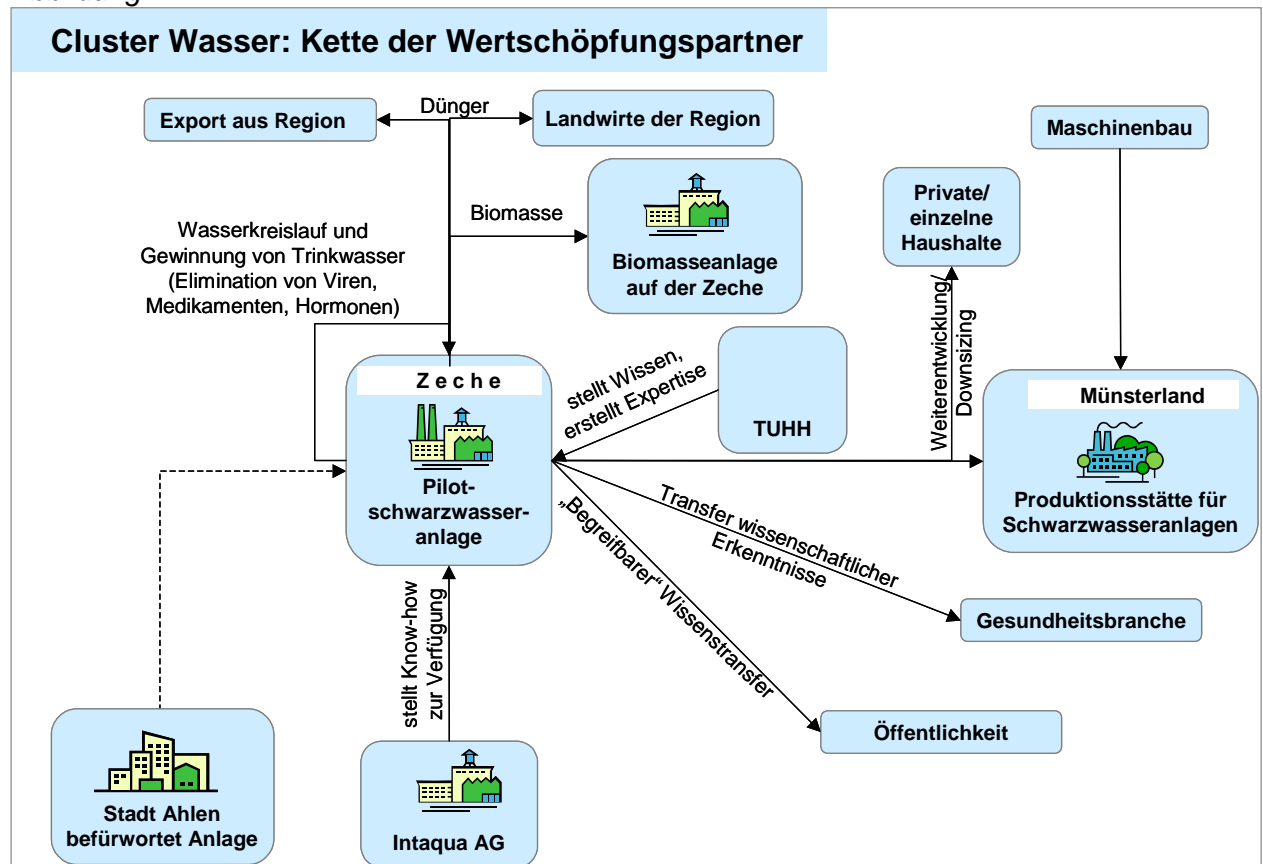 Cluster Wasser: Kette der Wertschöpfungspartner
Export aus Region
Dünger
Landwirte der Region
Maschinenbau
Biomasse
Biomasseanlage
auf der Zeche
Private/
einzelne
Haushalte
Wasserkreislauf und
Gewinnung von Trinkwasser
(Elimination von Viren,
Medikamenten, Hormonen)
Weiterentwicklung/
Downsizing
Zeche
Pilot-
schwarzwasser-
anlage
stellt Wissen,
erstellt Expertise
TUHH
Münsterland
Produktionsstätte für
Schwarzwasseranlagen
Transfer wissenschaftlicher
Erkenntnisse
„Begreifbarer“ Wissenstransfer
Gesundheitsbranche
Öffentlichkeit
stellt Know-how
zur Verfügung
Stadt Ahlen
befürwortet Anlage
Intaqua AG